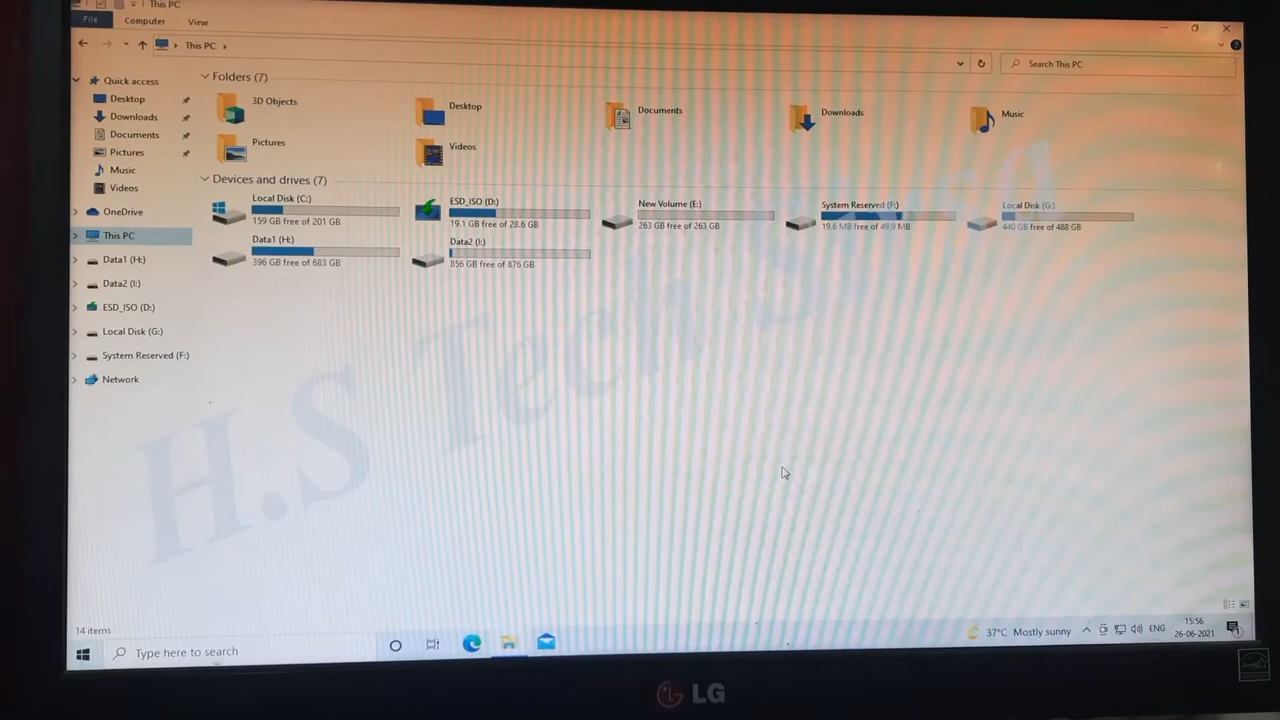 This PC
File Computer View
This PC
Search This PC
Quick access
Desktop
Downloads
Documents
Pictures
Music
Videos
OneDrive
This PC
Data1 (H:)
Data2 (I:)
ESD_ISO (D:)
Local Disk (G:)
System Reserved (F:)
Network
Folders (7)
3D Objects
Desktop
Documents
Downloads
Music
Pictures
Videos
Devices and drives (7)
Local Disk (C:)
159 GB free of 201 GB
ESD_ISO (D:)
19.1 GB free of 28.6 GB
New Volume (E:)
263 GB free of 263 GB
System Reserved (F:)
19.6 MB free of 49.9 MB
Local Disk (G:)
440 GB free of 488 GB
Data1 (H:)
396 GB free of 683 GB
Data2 (I:)
856 GB free of 876 GB
H.S Tech
14 items
Type here to search
37°C Mostly sunny
ENG
15:56
26-06-2021
1
LG